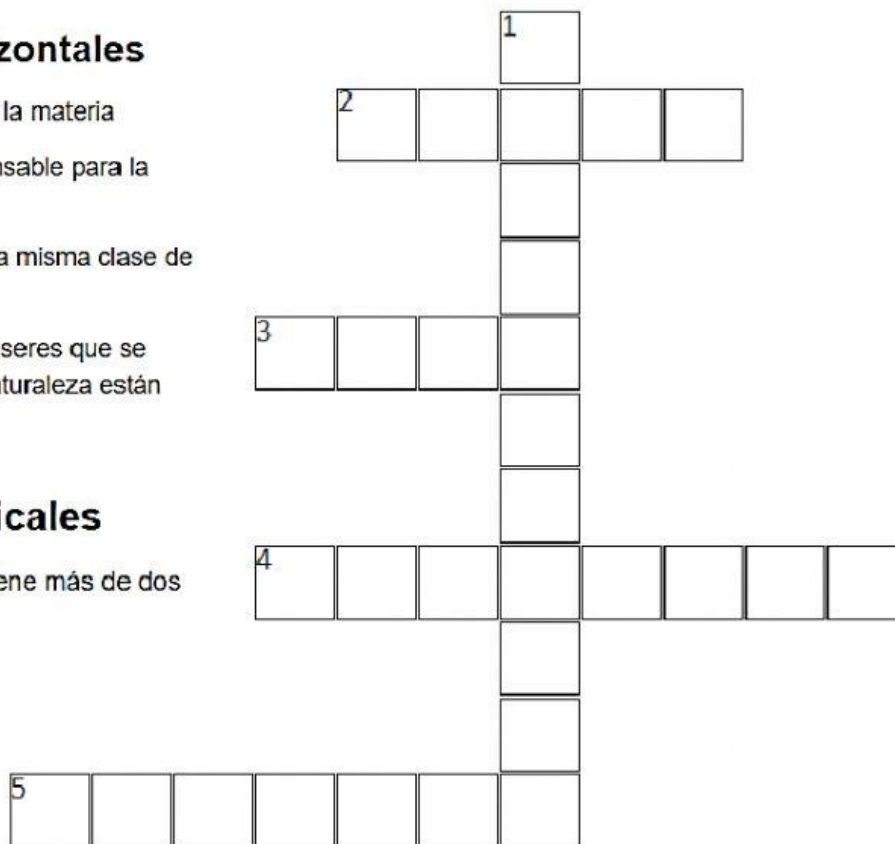 zontales
la materia
nsable para la
a misma clase de
seres que se
turaleza están
icales
ene más de dos
1
2
3
4
5